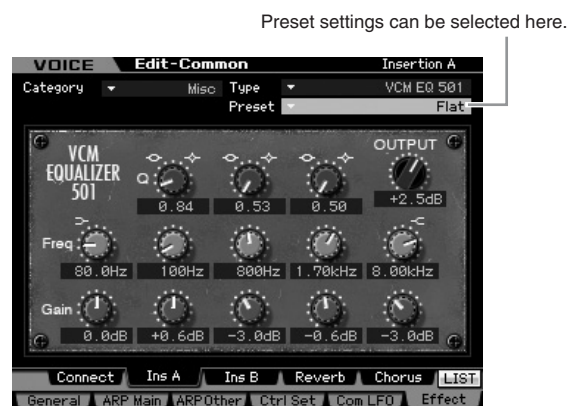 Preset settings can be selected here.
VOICE Edit-Common Insertion A
Category Misc Type VCM EQ 501
Preset Flat
VCM
EQUALIZER
501
OUTPUT
Q
0.84 0.53 0.50 +2.5dB
Freq
80.0Hz 100Hz 800Hz 1.70kHz 8.00kHz
Gain
0.0dB +0.6dB -3.0dB -0.6dB -3.0dB
Connect Ins A Ins B Reverb Chorus LIST
General ARP Main ARP Other Ctrl Set Com LFO Effect